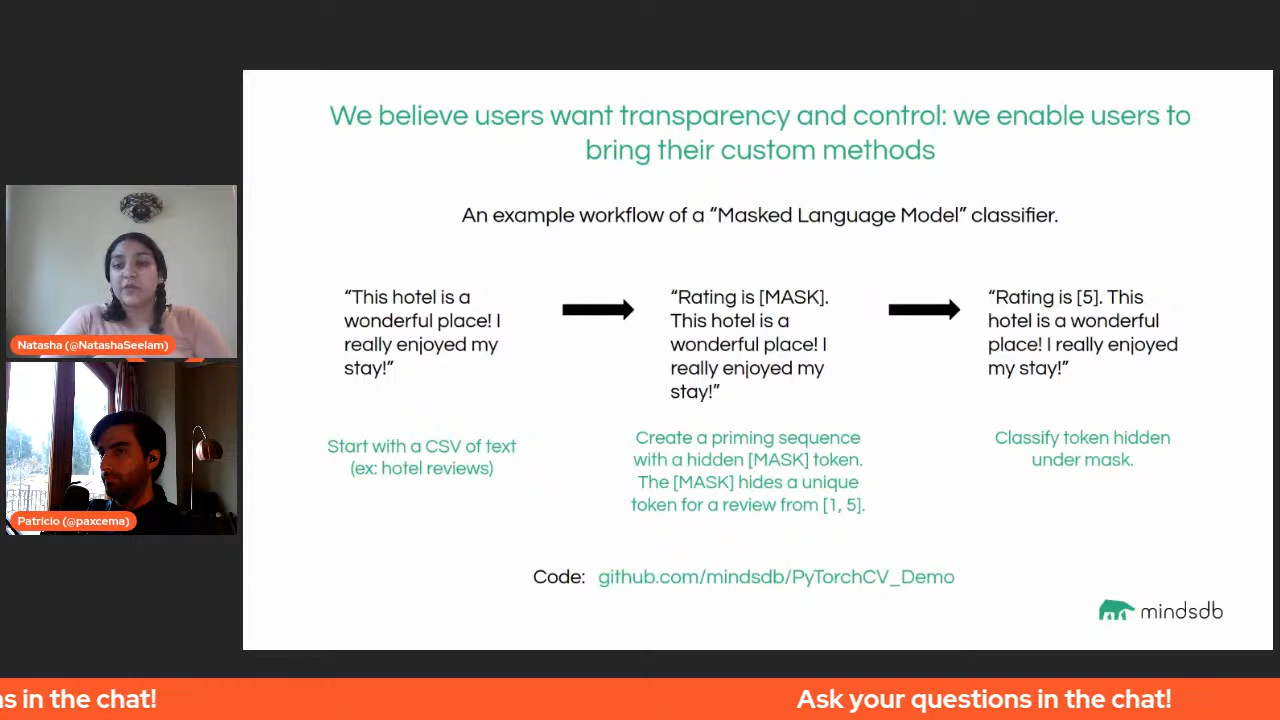 We believe users want transparency and control: we enable users to
bring their custom methods
An example workflow of a “Masked Language Model” classifier.
“This hotel is a
wonderful place! I
really enjoyed my
stay!”
“Rating is [MASK].
This hotel is a
wonderful place! I
really enjoyed my
stay!”
“Rating is [5]. This
hotel is a wonderful
place! I really enjoyed
my stay!”
Start with a CSV of text
(ex: hotel reviews)
Create a priming sequence
with a hidden [MASK] token.
The [MASK] hides a unique
token for a review from [1, 5].
Classify token hidden
under mask.
Code: github.com/mindsdb/PyTorchCV_Demo
mindsdb
Natasha (@NatashaSeelam)
Patricio (@paxcema)
s in the chat!
Ask your questions in the chat!